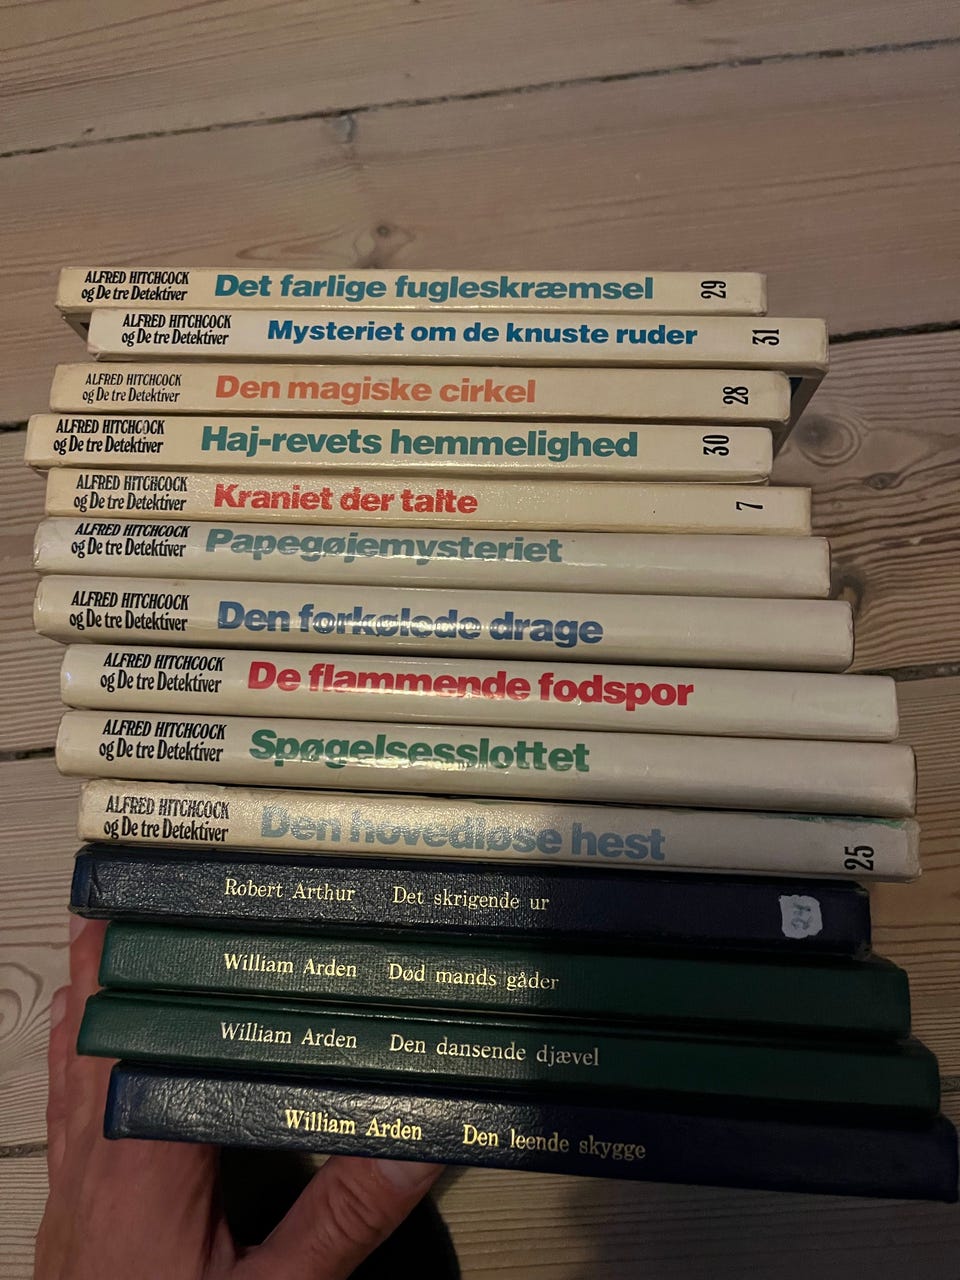 ALFRED HITCHCOCK
og De tre Detektiver
Det farlige fugleskræmsel
29
ALFRED HITCHCOCK
og De tre Detektiver
Mysteriet om de knuste ruder
31
ALFRED HITCHCOCK
og De tre Detektiver
Den magiske cirkel
28
ALFRED HITCHCOCK
og De tre Detektiver
Haj-revets hemmelighed
30
ALFRED HITCHCOCK
og De tre Detektiver
Kraniet der talte
7
ALFRED HITCHCOCK
og De tre Detektiver
Papegøjemysteriet
ALFRED HITCHCOCK
og De tre Detektiver
Den forkølede drage
ALFRED HITCHCOCK
og De tre Detektiver
De flammende fodspor
ALFRED HITCHCOCK
og De tre Detektiver
Spøgelsesslottet
ALFRED HITCHCOCK
og De tre Detektiver
Den hovedløse hest
25
Robert Arthur Det skrigende ur
William Arden Død mands gåder
William Arden Den dansende djævel
William Arden Den leende skygge